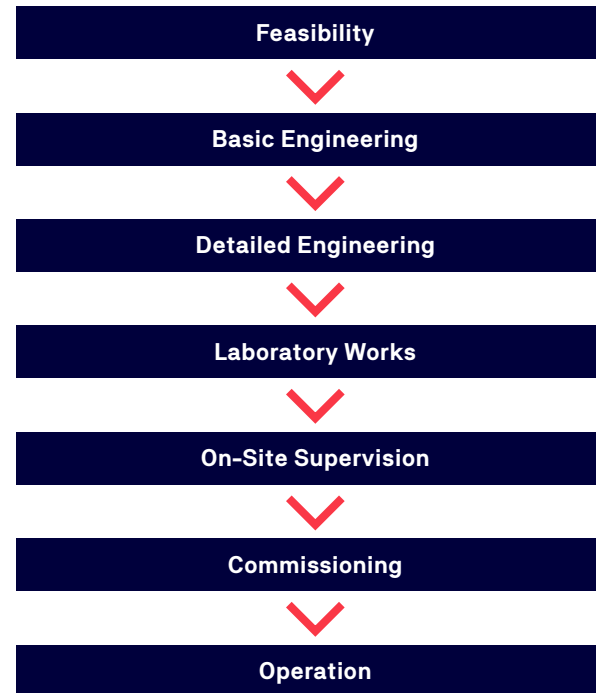 Feasibility
Basic Engineering
Detailed Engineering
Laboratory Works
On-Site Supervision
Commissioning
Operation